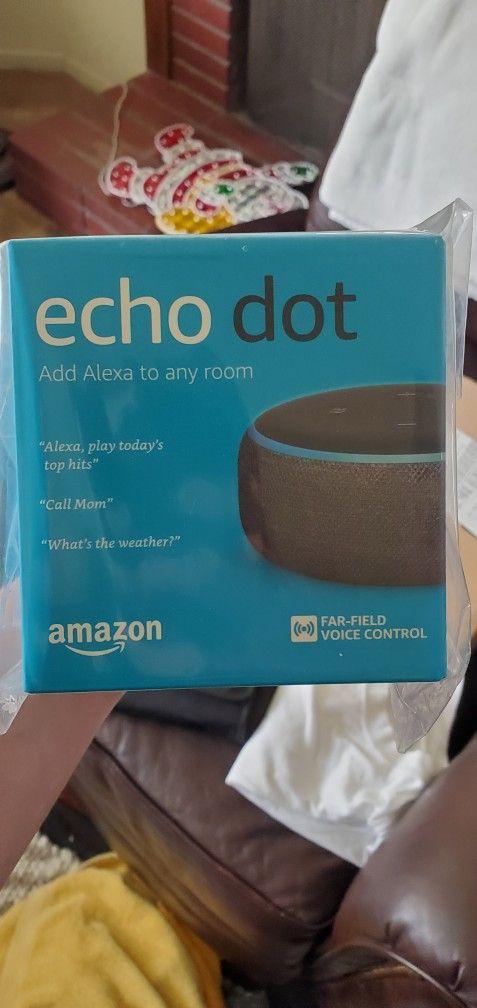 echo dot
Add Alexa to any room
“Alexa, play today's
top hits”
“Call Mom”
“What's the weather?”
amazon
FAR-FIELD
VOICE CONTROL